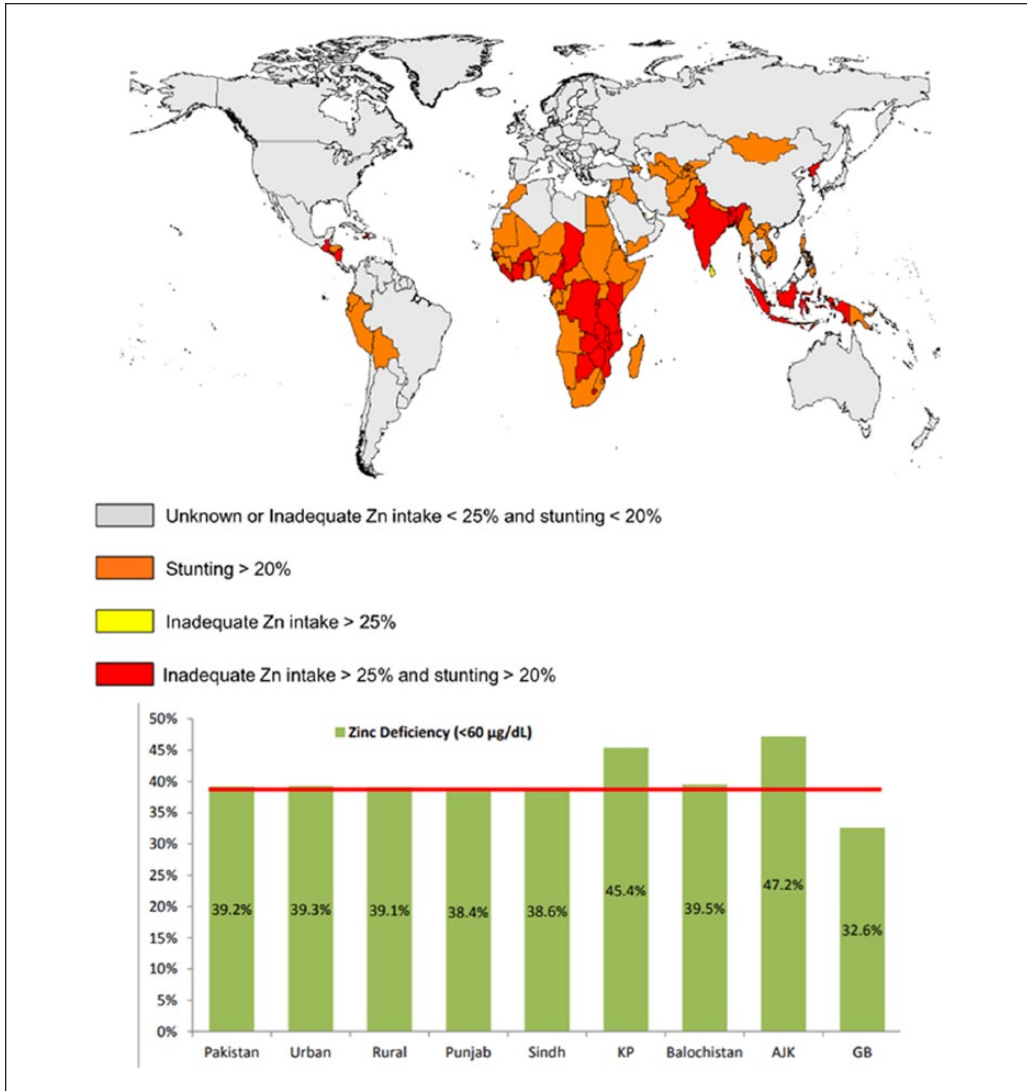 Unknown or Inadequate Zn intake < 25% and stunting < 20%
Stunting > 20%
Inadequate Zn intake > 25%
Inadequate Zn intake > 25% and stunting > 20%
Zinc Deficiency (<60 µg/dL)
50%
45%
40%
35%
30%
25%
20%
15%
10%
5%
0%
39.2% 39.3% 39.1% 38.4% 38.6% 45.4% 39.5% 47.2% 32.6%
Pakistan Urban Rural Punjab Sindh KP Balochistan AJK GB